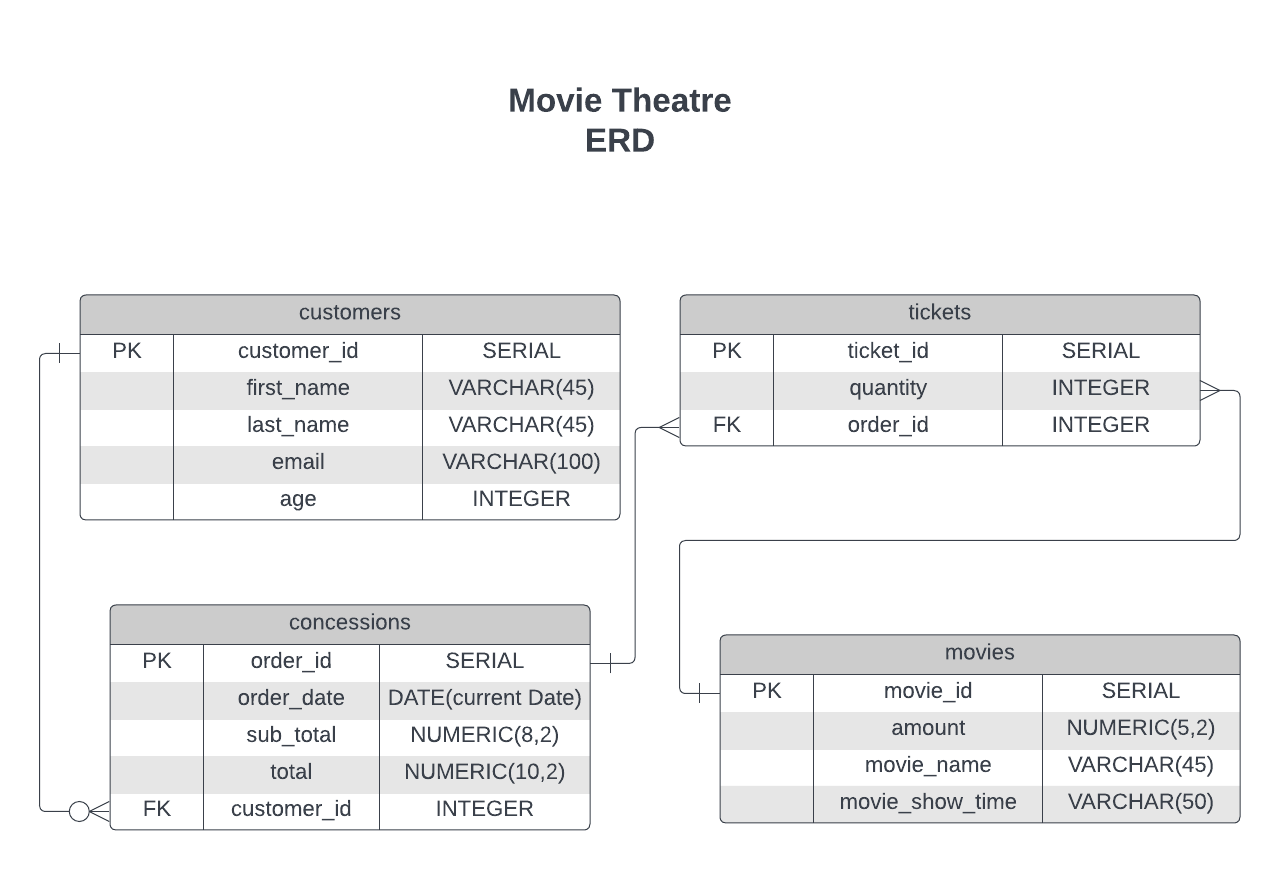 Movie Theatre
ERD
customers
PK customer_id SERIAL
first_name VARCHAR(45)
last_name VARCHAR(45)
email VARCHAR(100)
age INTEGER
tickets
PK ticket_id SERIAL
quantity INTEGER
FK order_id INTEGER
concessions
PK order_id SERIAL
order_date DATE(current Date)
sub_total NUMERIC(8,2)
total NUMERIC(10,2)
FK customer_id INTEGER
movies
PK movie_id SERIAL
amount NUMERIC(5,2)
movie_name VARCHAR(45)
movie_show_time VARCHAR(50)